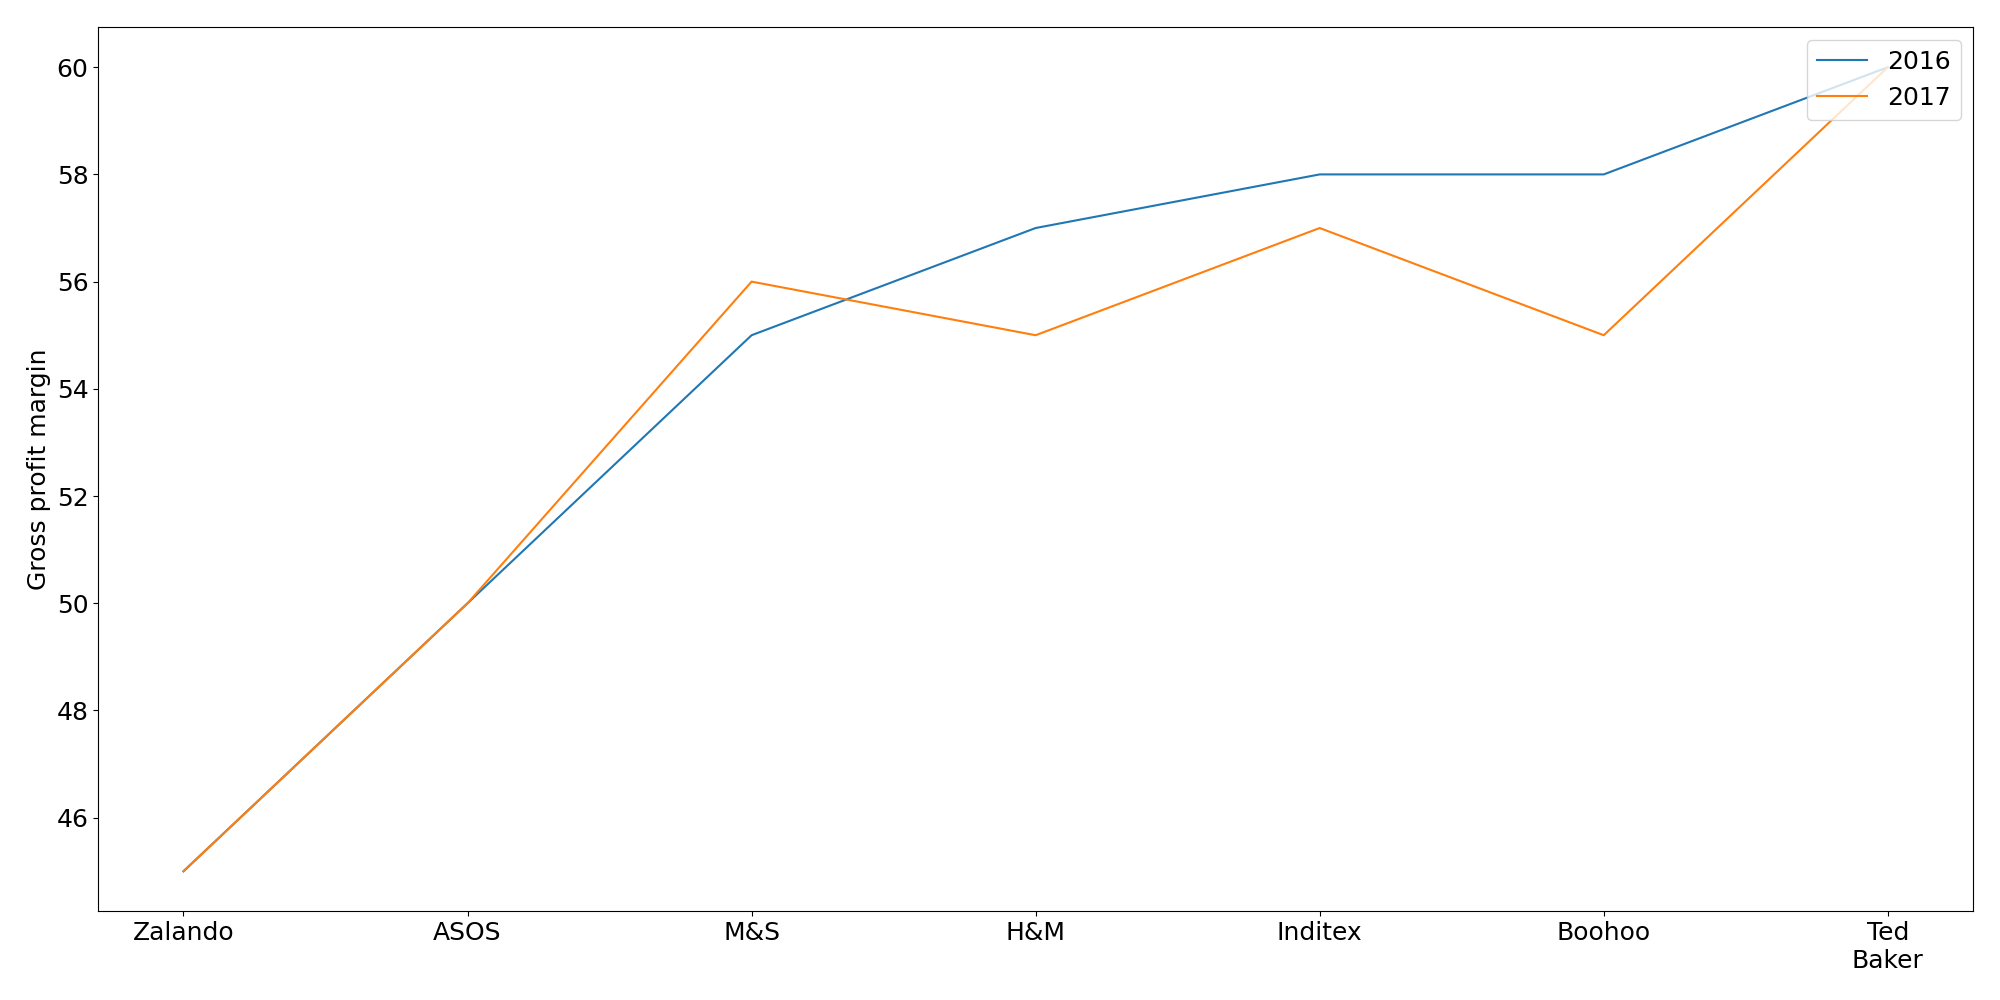 2016
2017
60
58
56
54
52
50
48
46
Gross profit margin
Zalando
ASOS
M&S
H&M
Inditex
Boohoo
Ted
Baker